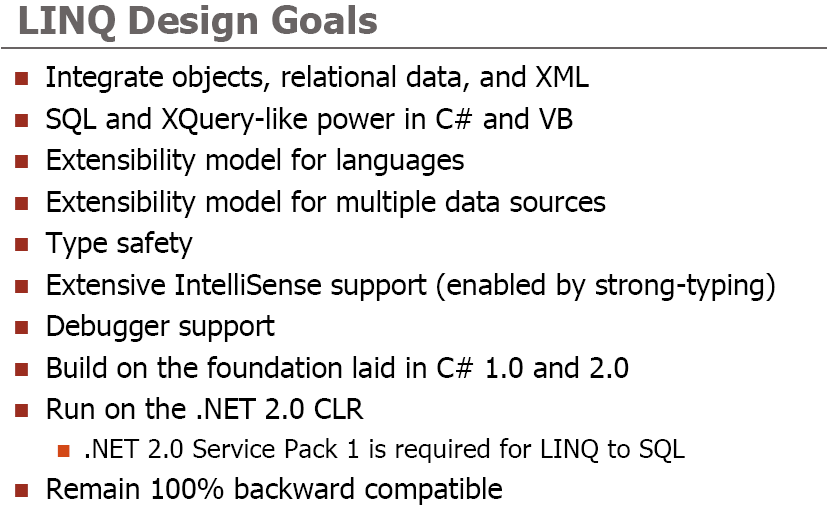 LINQ Design Goals
Integrate objects, relational data, and XML
SQL and XQuery-like power in C# and VB
Extensibility model for languages
Extensibility model for multiple data sources
Type safety
Extensive IntelliSense support (enabled by strong-typing)
Debugger support
Build on the foundation laid in C# 1.0 and 2.0
Run on the .NET 2.0 CLR
.NET 2.0 Service Pack 1 is required for LINQ to SQL
Remain 100% backward compatible